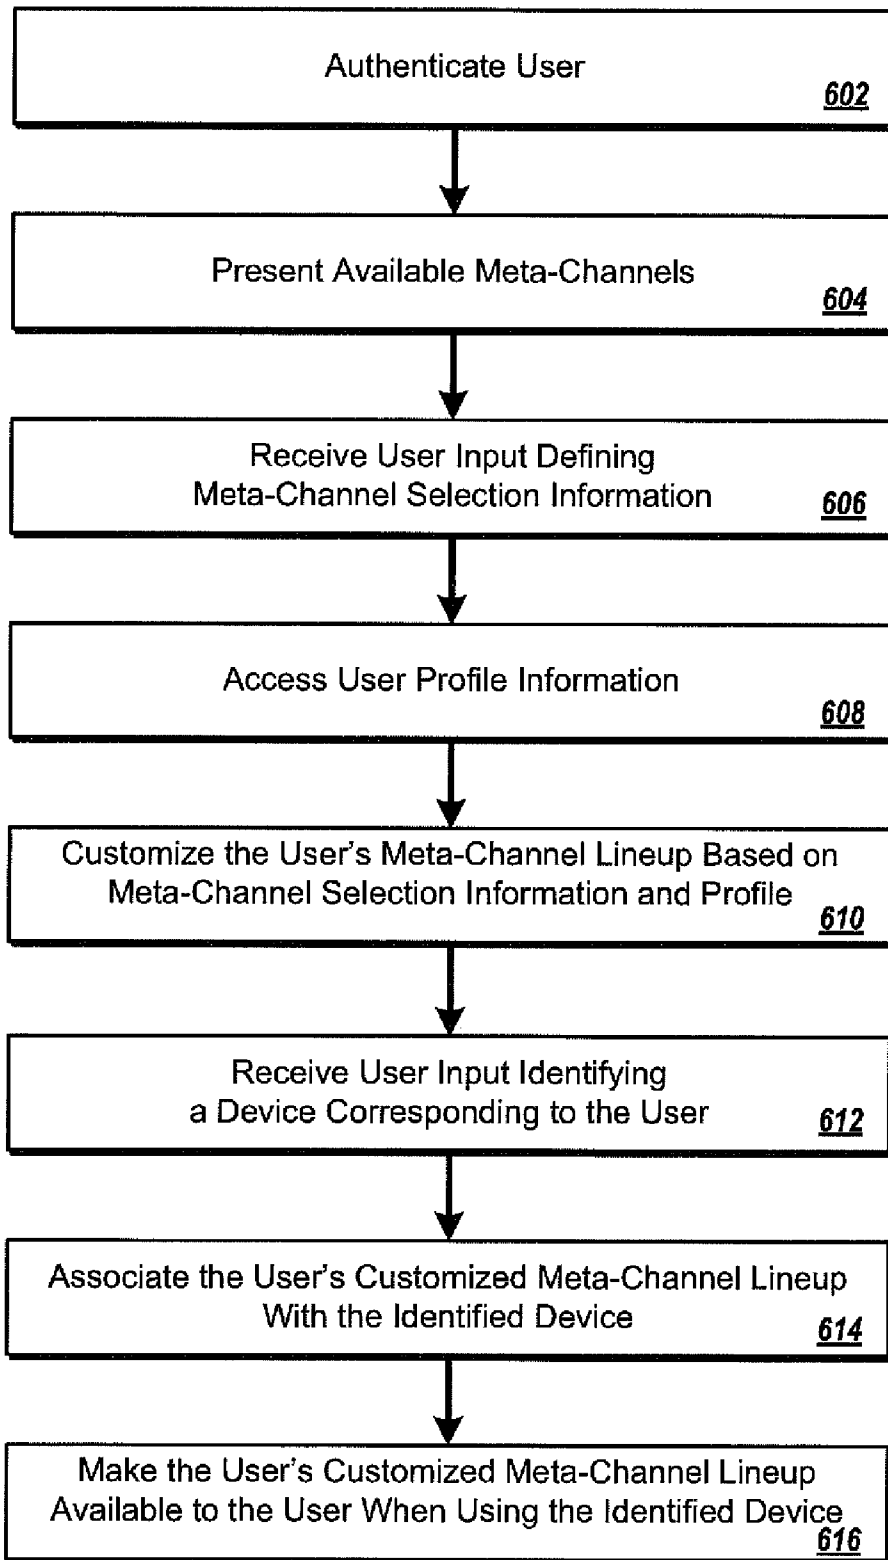 Authenticate User
602
Present Available Meta-Channels
604
Receive User Input Defining
Meta-Channel Selection Information
606
Access User Profile Information
608
Customize the User's Meta-Channel Lineup Based on
Meta-Channel Selection Information and Profile
610
Receive User Input Identifying
a Device Corresponding to the User
612
Associate the User's Customized Meta-Channel Lineup
With the Identified Device
614
Make the User's Customized Meta-Channel Lineup
Available to the User When Using the Identified Device
616